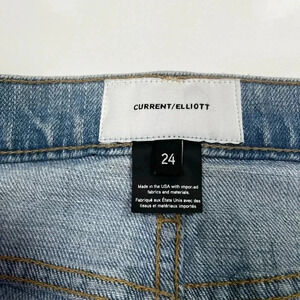 CURRENT/ELLIOTT
24
Made in the USA with imported
fabrics and materials.
Fabriqué aux États Unis avec des
tissus et matériaux importés